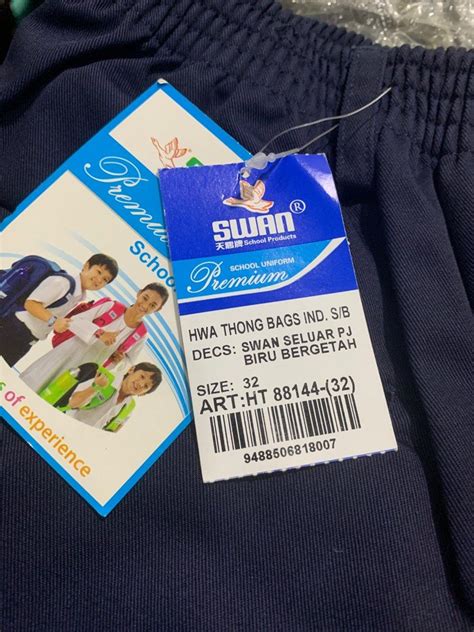 Premium
School
s of experience
SWAN®
天鵝牌 School Products
SCHOOL UNIFORM
Premium
HWA THONG BAGS IND. S/B
DECS: SWAN SELUAR PJ
BIRU BERGETAH
SIZE: 32
ART:HT 88144-(32)
9488506818007